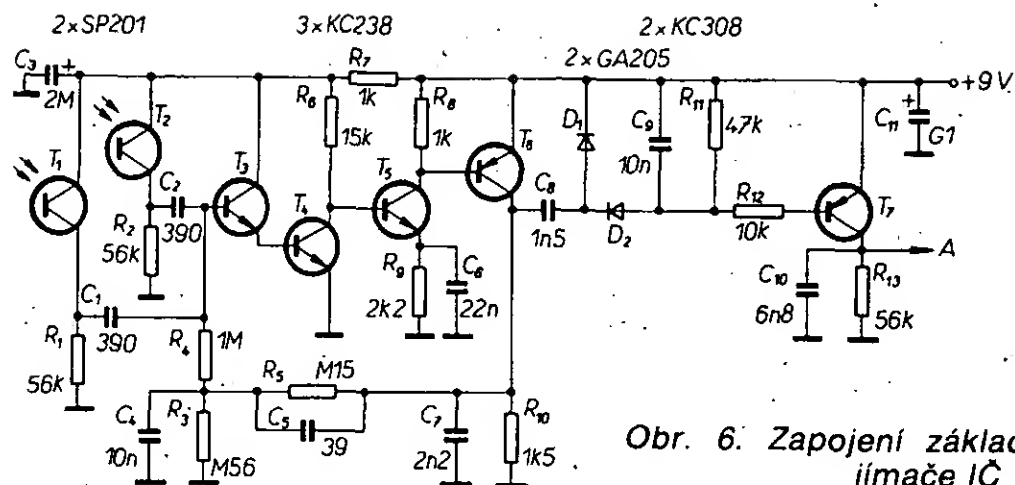 2×SP201
3×KC238
2×KC308
2×GA205
C3
2M
+
T1
T2
C2
390
R2
56k
C1
390
R1
56k
R4
1M
T3
T4
R6
15k
R7
1k
R8
1k
T5
R9
2k2
C6
22n
T6
D1
C8
1n5
D2
C9
10n
R11
47k
R12
10k
T7
+9V
C11
+
G1
A
C10
6n8
R13
56k
C4
10n
R3
M56
R5
M15
C5
39
C7
2n2
R10
1k5
Obr. 6. Zapojení základ
jímače IČ